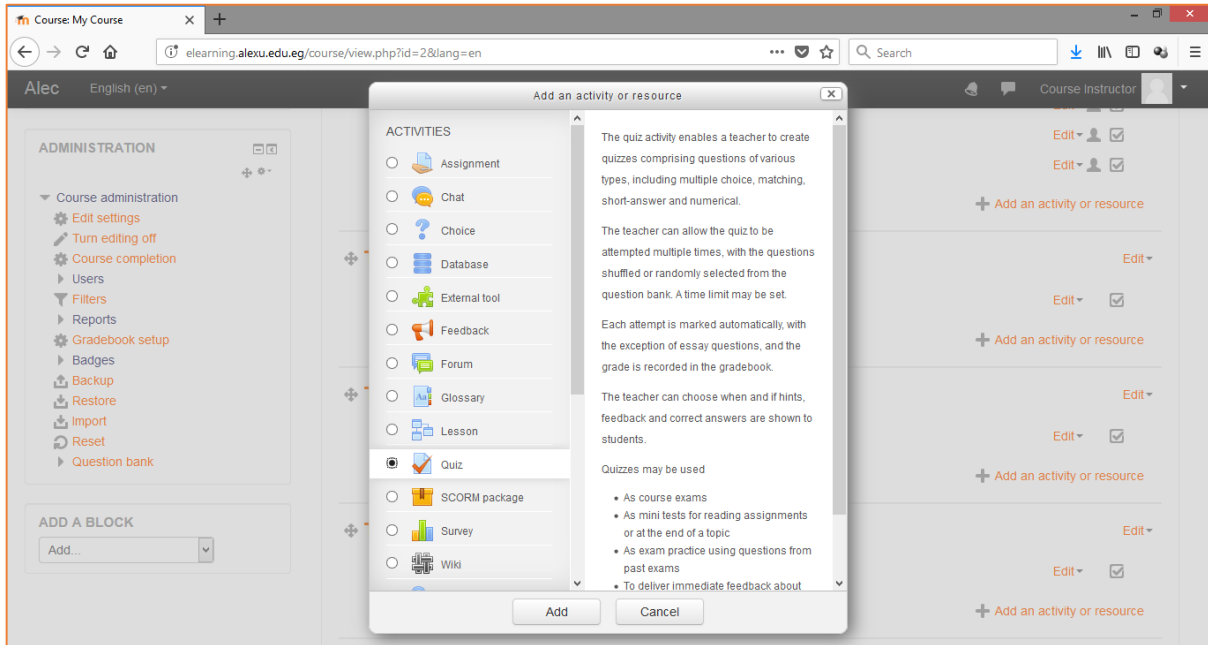 Course: My Course
elearning.alexu.edu.eg/course/view.php?id=2&lang=en
Search
Alec English (en)
Course Instructor
ADMINISTRATION
Course administration
Edit settings
Turn editing off
Course completion
Users
Filters
Reports
Gradebook setup
Badges
Backup
Restore
Import
Reset
Question bank
ADD A BLOCK
Add...
Add an activity or resource
ACTIVITIES
Assignment
Chat
Choice
Database
External tool
Feedback
Forum
Glossary
Lesson
Quiz
SCORM package
Survey
Wiki
The quiz activity enables a teacher to create
quizzes comprising questions of various
types, including multiple choice, matching,
short-answer and numerical.
The teacher can allow the quiz to be
attempted multiple times, with the questions
shuffled or randomly selected from the
question bank. A time limit may be set.
Each attempt is marked automatically, with
the exception of essay questions, and the
grade is recorded in the gradebook.
The teacher can choose when and if hints,
feedback and correct answers are shown to
students.
Quizzes may be used
• As course exams
• As mini tests for reading assignments
or at the end of a topic
• As exam practice using questions from
past exams
• To deliver immediate feedback about
Add
Cancel
Edit
Edit
Add an activity or resource
Edit
Edit
Add an activity or resource
Edit
Edit
Add an activity or resource
Edit
Edit
Add an activity or resource